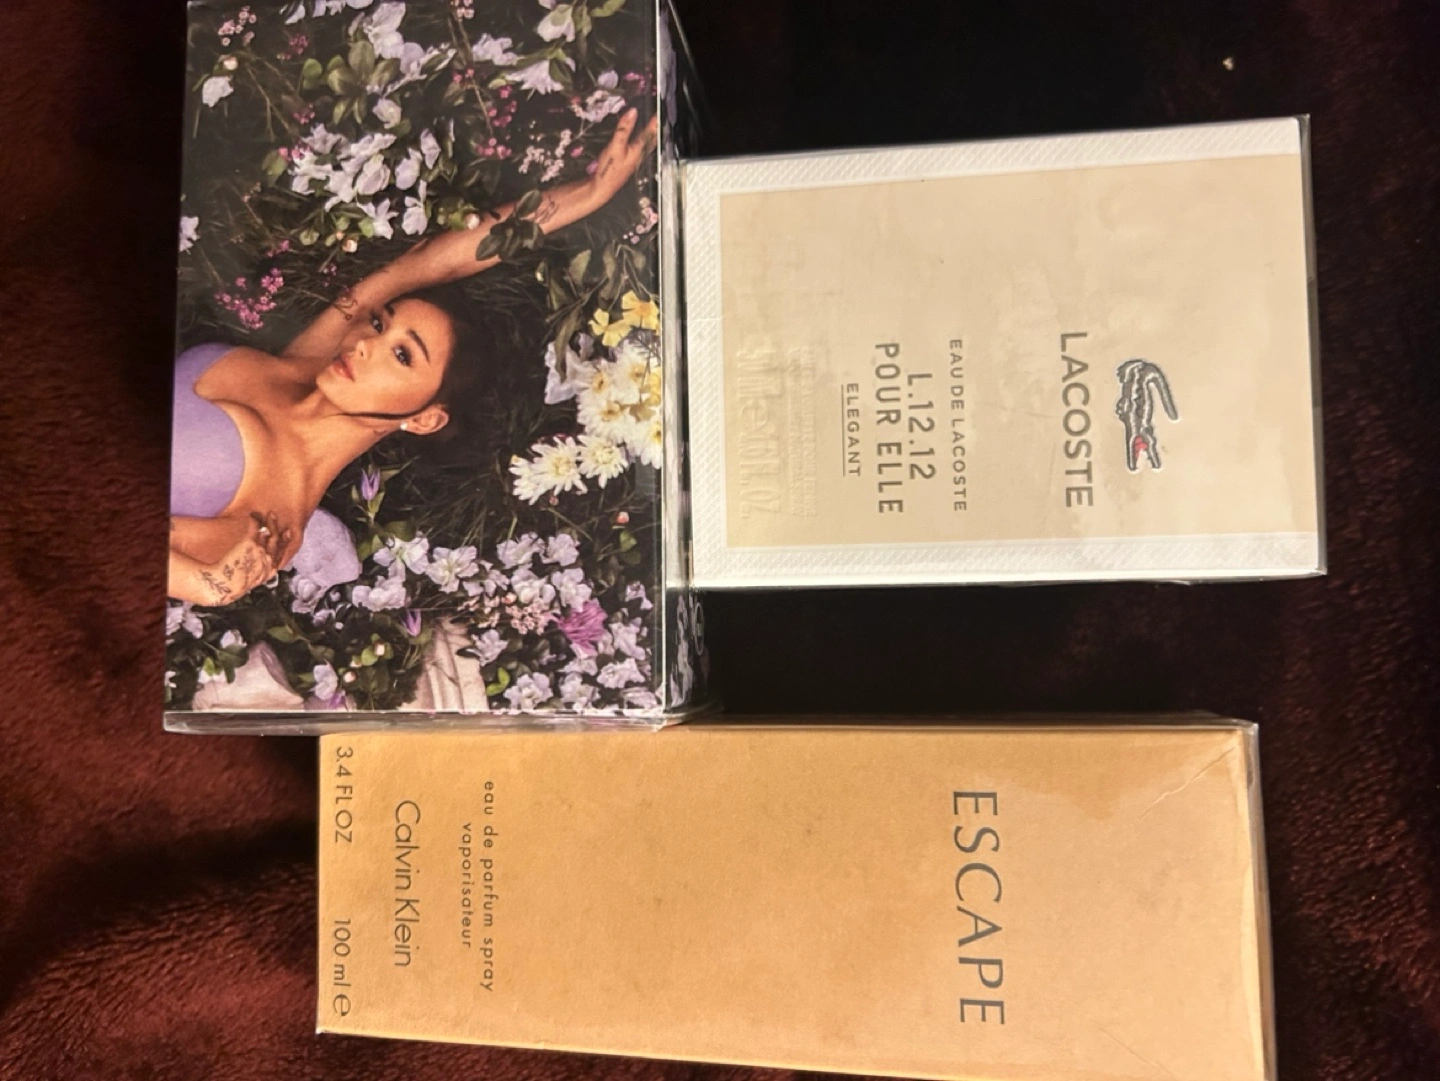 LACOSTE
EAU DE LACOSTE
L.12.12
POUR ELLE
ELEGANT
ESCAPE
eau de parfum spray
vaporisateur
Calvin Klein
3.4 FL OZ 100 ml e